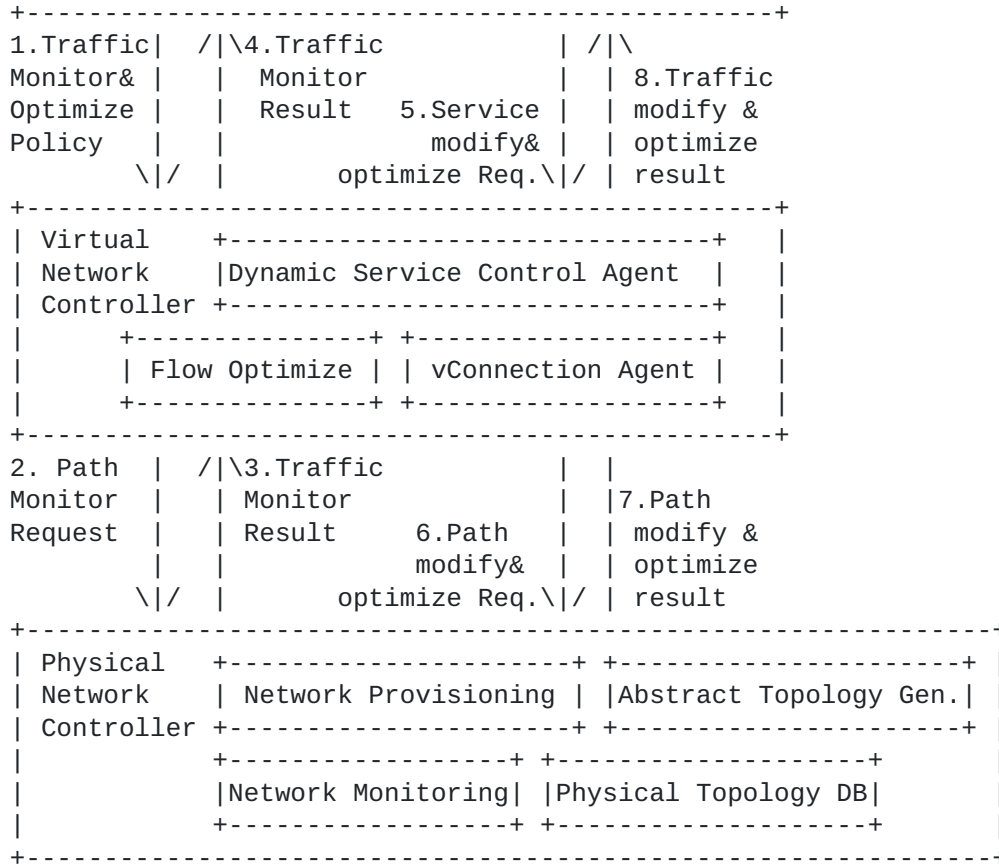 +------------------------------------------------+
1.Traffic|  /|\4.Traffic           | /|\
Monitor& |   |  Monitor            |  | 8.Traffic
Optimize |   |  Result   5.Service |  | modify &
Policy   |   |             modify& |  | optimize
        \|/  |       optimize Req.\|/ | result
+------------------------------------------------+
| Virtual    +-------------------------------+   |
| Network    |Dynamic Service Control Agent  |   |
| Controller +-------------------------------+   |
|      +---------------+ +-------------------+   |
|      | Flow Optimize | | vConnection Agent |   |
|      +---------------+ +-------------------+   |
+------------------------------------------------+
2. Path  |  /|\3.Traffic           |  |
Monitor  |   | Monitor             |  |7.Path
Request  |   | Result     6.Path   |  | modify &
         |   |            modify&  |  | optimize
        \|/  |       optimize Req.\|/ | result
+--------------------------------------------------------------+
| Physical   +----------------------+ +----------------------+ |
| Network    | Network Provisioning | |Abstract Topology Gen.| |
| Controller +----------------------+ +----------------------+ |
|            +------------------+ +--------------------+       |
|            |Network Monitoring| |Physical Topology DB|       |
|            +------------------+ +--------------------+       |
+--------------------------------------------------------------+